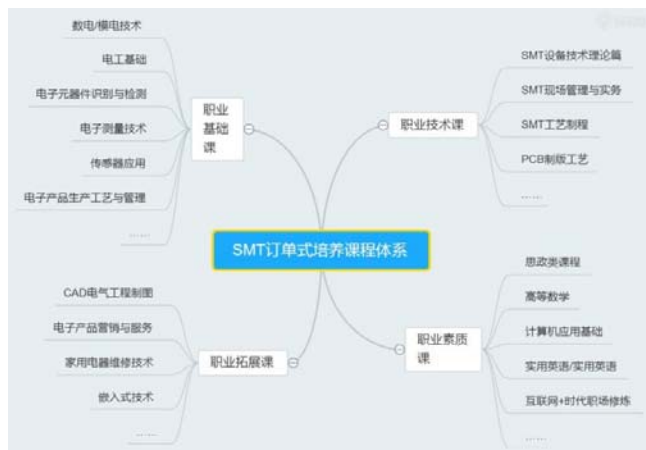 数电/模电技术
电工基础
电子元器件识别与检测
电子测量技术
传感器应用
电子产品生产工艺与管理
……
职业
基础
课
SMT设备技术理论篇
SMT现场管理与实务
SMT工艺制程
PCB制版工艺
……
职业技术课
SMT订单式培养课程体系
CAD电气工程制图
电子产品营销与服务
家用电器维修技术
嵌入式技术
……
职业拓展课
思政类课程
高等数学
计算机应用基础
实用英语/实用英语
互联网+时代职场修炼
……
职业素质
课